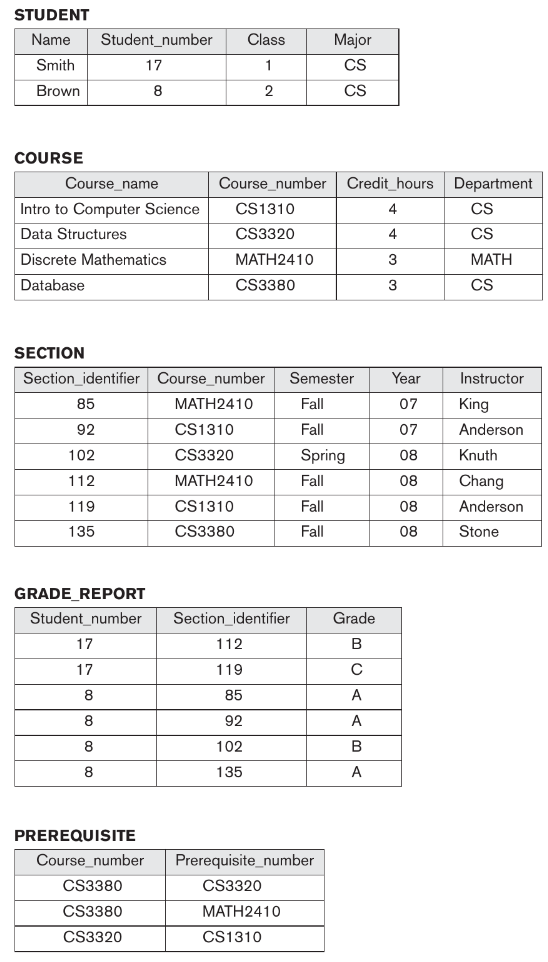 STUDENT
Name Student_number Class Major
Smith 17 1 CS
Brown 8 2 CS
COURSE
Course_name Course_number Credit_hours Department
Intro to Computer Science CS1310 4 CS
Data Structures CS3320 4 CS
Discrete Mathematics MATH2410 3 MATH
Database CS3380 3 CS
SECTION
Section_identifier Course_number Semester Year Instructor
85 MATH2410 Fall 07 King
92 CS1310 Fall 07 Anderson
102 CS3320 Spring 08 Knuth
112 MATH2410 Fall 08 Chang
119 CS1310 Fall 08 Anderson
135 CS3380 Fall 08 Stone
GRADE_REPORT
Student_number Section_identifier Grade
17 112 B
17 119 C
8 85 A
8 92 A
8 102 B
8 135 A
PREREQUISITE
Course_number Prerequisite_number
CS3380 CS3320
CS3380 MATH2410
CS3320 CS1310